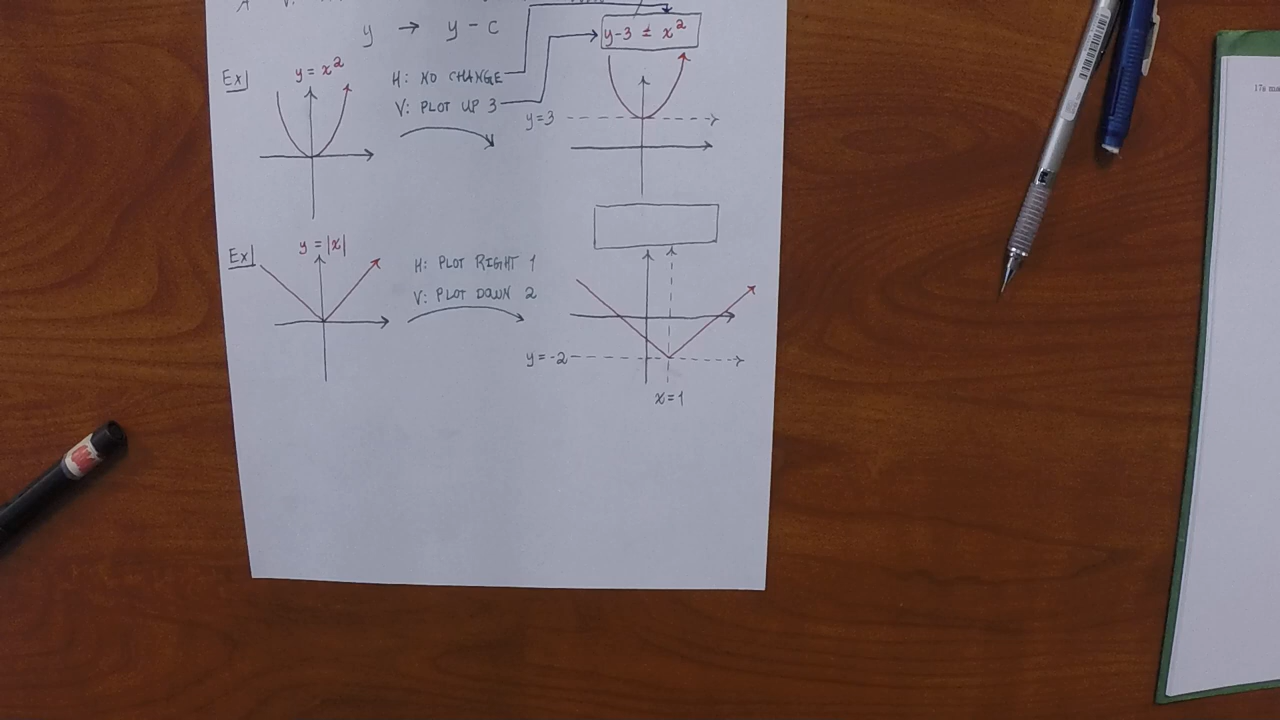 y → y - c
y-3 = x²
Ex|
y = x²
H: NO CHANGE
V: PLOT UP 3
y=3
Ex|
y = |x|
H: PLOT RIGHT 1
V: PLOT DOWN 2
y = -2
x = 1